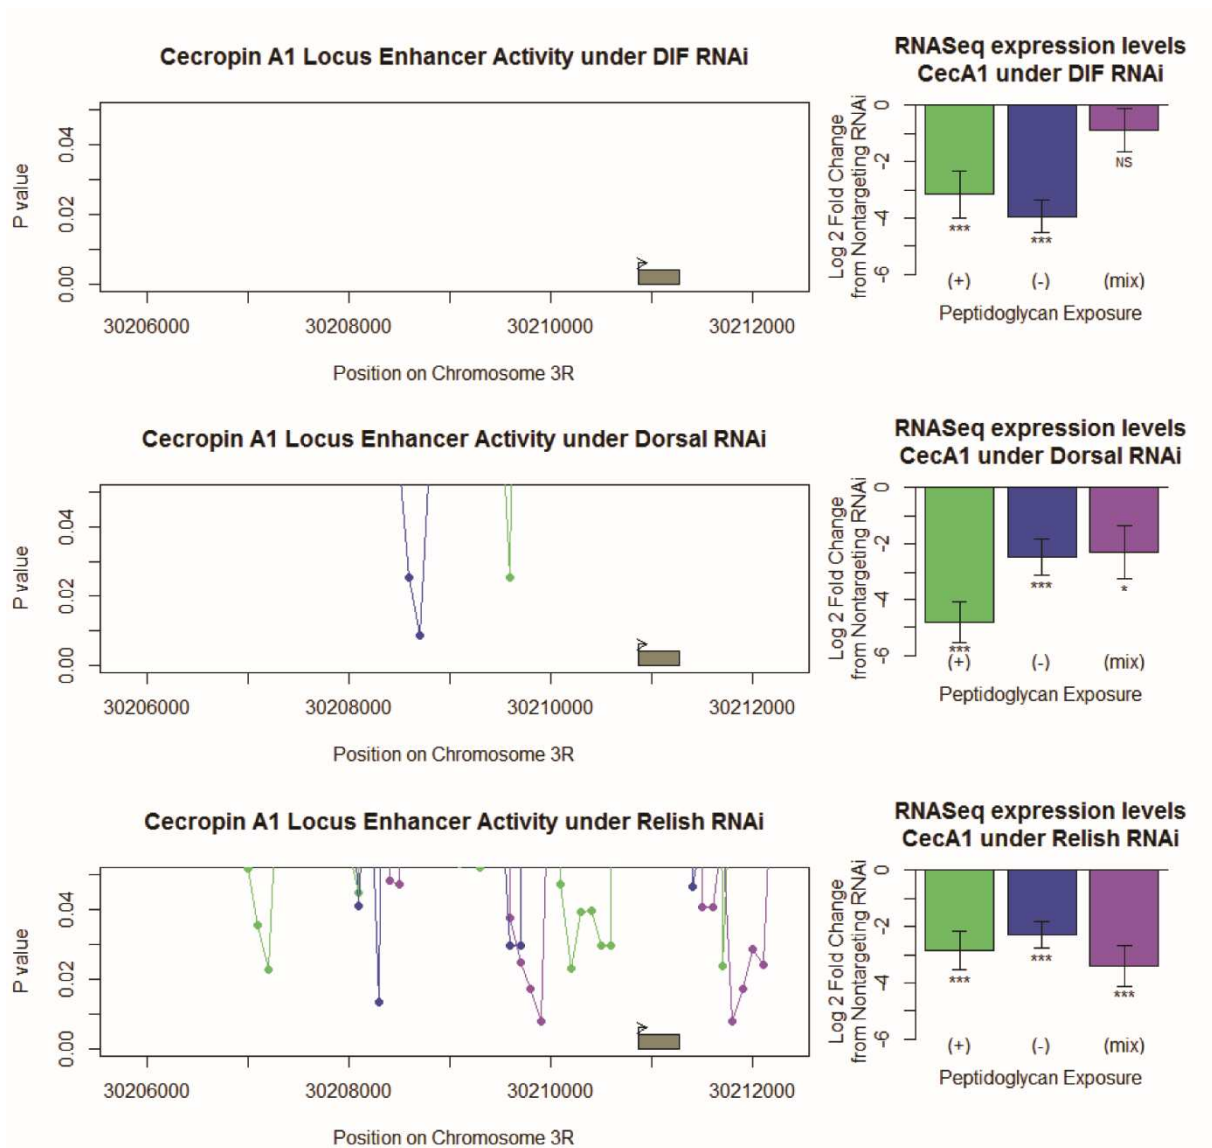 Cecropin A1 Locus Enhancer Activity under DIF RNAi
P value
0.04
0.02
0.00
30206000 30208000 30210000 30212000
Position on Chromosome 3R
RNASeq expression levels
CecA1 under DIF RNAi
Log 2 Fold Change
from Nontargeting RNAi
0
-2
-4
-6
*** *** NS
(+) (-) (mix)
Peptidoglycan Exposure
Cecropin A1 Locus Enhancer Activity under Dorsal RNAi
P value
0.04
0.02
0.00
30206000 30208000 30210000 30212000
Position on Chromosome 3R
RNASeq expression levels
CecA1 under Dorsal RNAi
Log 2 Fold Change
from Nontargeting RNAi
0
-2
-4
-6
*** *** *
(+) (-) (mix)
Peptidoglycan Exposure
Cecropin A1 Locus Enhancer Activity under Relish RNAi
P value
0.04
0.02
0.00
30206000 30208000 30210000 30212000
Position on Chromosome 3R
RNASeq expression levels
CecA1 under Relish RNAi
Log 2 Fold Change
from Nontargeting RNAi
0
-2
-4
-6
*** *** ***
(+) (-) (mix)
Peptidoglycan Exposure